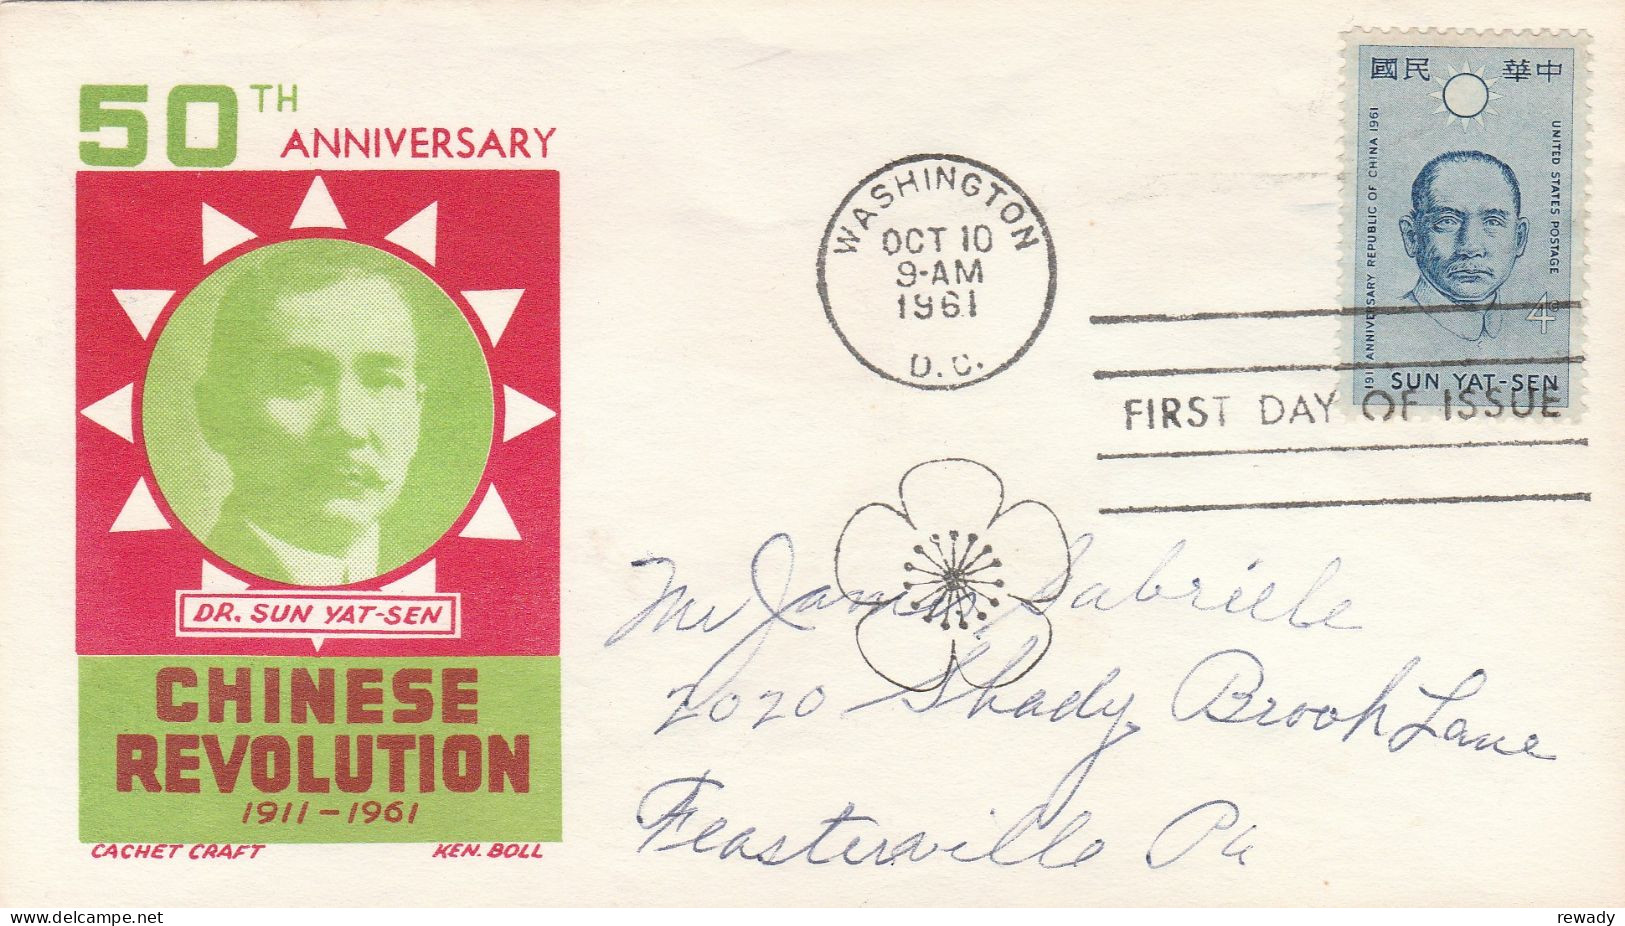 50TH
ANNIVERSARY
DR. SUN YAT-SEN
CHINESE
REVOLUTION
1911-1961
CACHET CRAFT KEN. BOLL
WASHINGTON
OCT 10
9-AM
1961
D.C.
國民 華中
1911 ANNIVERSARY REPUBLIC OF CHINA 1961
UNITED STATES POSTAGE
4¢
SUN YAT-SEN
FIRST DAY OF ISSUE
Mr James Gabriele
2020 Shady Brook Lane
Feasterville Pa
www.delcampe.net
rewady